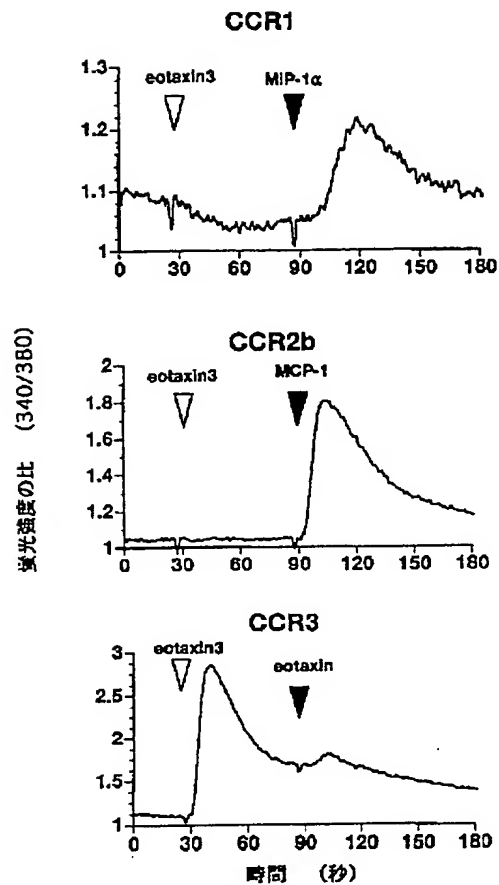 CCR1
eotaxin3
MIP-1α
1.3
1.2
1.1
1
0 30 60 90 120 150 180
CCR2b
eotaxin3
MCP-1
2
1.8
1.6
1.4
1.2
1
0 30 60 90 120 150 180
CCR3
eotaxin3
eotaxin
3
2.5
2
1.5
1
0 30 60 90 120 150 180
蛍光強度の比 (340/380)
時間 (秒)